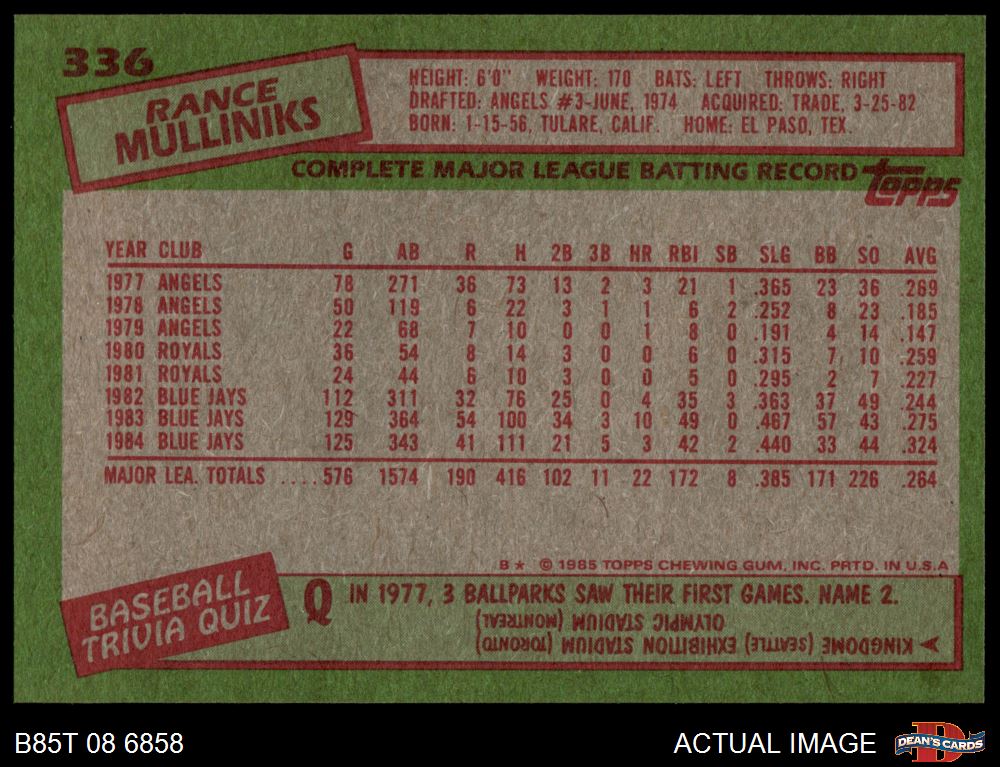 336
RANCE
MULLINIKS
HEIGHT: 6'0" WEIGHT: 170 BATS: LEFT THROWS: RIGHT
DRAFTED: ANGELS #3-JUNE, 1974 ACQUIRED: TRADE, 3-25-82
BORN: 1-15-56, TULARE, CALIF. HOME: EL PASO, TEX.
COMPLETE MAJOR LEAGUE BATTING RECORD topps
YEAR CLUB G AB R H 2B 3B HR RBI SB SLG BB SO AVG
1977 ANGELS 78 271 36 73 13 2 3 21 1 .365 23 36 .269
1978 ANGELS 50 119 6 22 3 1 1 6 2 .252 8 23 .185
1979 ANGELS 22 68 7 10 0 0 1 8 0 .191 4 14 .147
1980 ROYALS 36 54 8 14 3 0 0 6 0 .315 7 10 .259
1981 ROYALS 24 44 6 10 3 0 0 5 0 .295 2 7 .227
1982 BLUE JAYS 112 311 32 76 25 0 4 35 3 .363 37 49 .244
1983 BLUE JAYS 129 364 54 100 34 3 10 49 0 .467 57 43 .275
1984 BLUE JAYS 125 343 41 111 21 5 3 42 2 .440 33 44 .324
MAJOR LEA. TOTALS ....576 1574 190 416 102 11 22 172 8 .385 171 226 .264
B★ © 1985 TOPPS CHEWING GUM, INC. PRTD. IN U.S.A
BASEBALL
TRIVIA QUIZ
Q IN 1977, 3 BALLPARKS SAW THEIR FIRST GAMES. NAME 2.
A KINGDOME (SEATTLE) EXHIBITION STADIUM (TORONTO)
OLYMPIC STADIUM (MONTREAL)
B85T 08 6858
ACTUAL IMAGE
D
DEAN'S CARDS